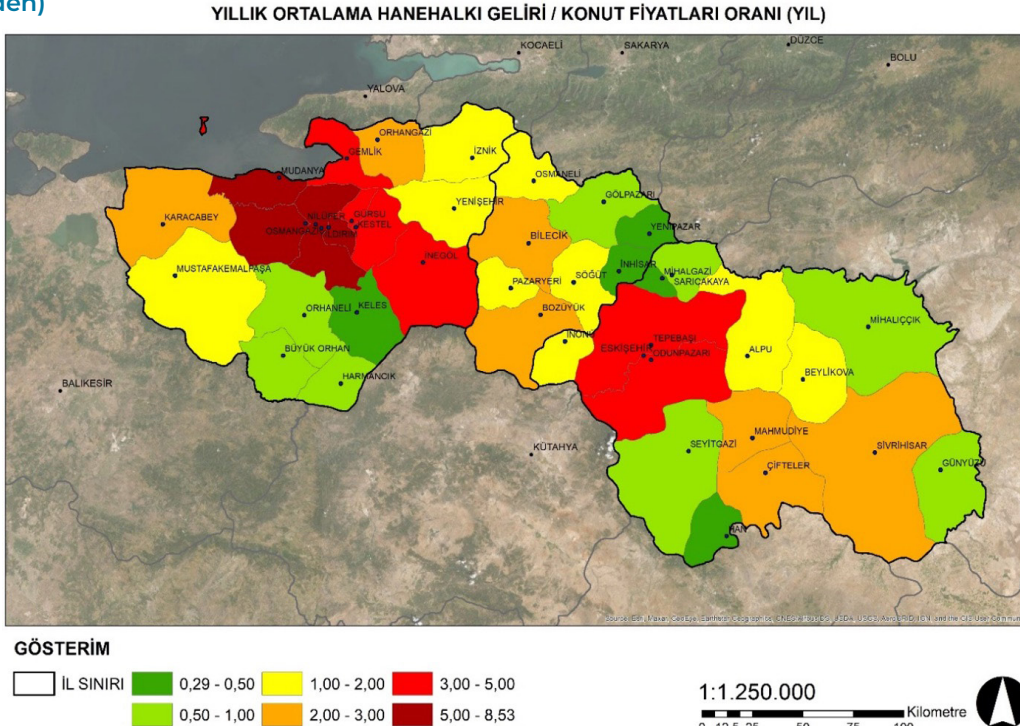 den)
YILLIK ORTALAMA HANEHALKI GELİRİ / KONUT FİYATLARI ORANI (YIL)
KOCAELİ
SAKARYA
DÜZCE
BOLU
YALOVA
ORHANGAZİ
GEMLİK
İZNİK
MUDANYA
OSMANELİ
GÖLPAZARI
YENİŞEHİR
KARACABEY
NİLÜFER
GÜRSU
KESTEL
OSMANGAZİ
YILDIRIM
YENİPAZAR
BİLECİK
İNEGÖL
MUSTAFAKEMALPAŞA
İNHİSAR
MİHALGAZİ
SARICAKAYA
PAZARYERİ
SÖĞÜT
ORHANELİ
KELES
BOZÜYÜK
MİHALIÇÇIK
İNÖNÜ
TEPEBAŞI
ESKİŞEHİR
ODUNPAZARI
ALPU
BÜYÜK ORHAN
BEYLİKOVA
HARMANCIK
BALIKESİR
MAHMUDİYE
KÜTAHYA
SEYİTGAZİ
SİVRİHİSAR
ÇİFTELER
GÜNYÜZÜ
HAN
GÖSTERİM
İL SINIRI
0,29 - 0,50
1,00 - 2,00
3,00 - 5,00
0,50 - 1,00
2,00 - 3,00
5,00 - 8,53
1:1.250.000
Kilometre